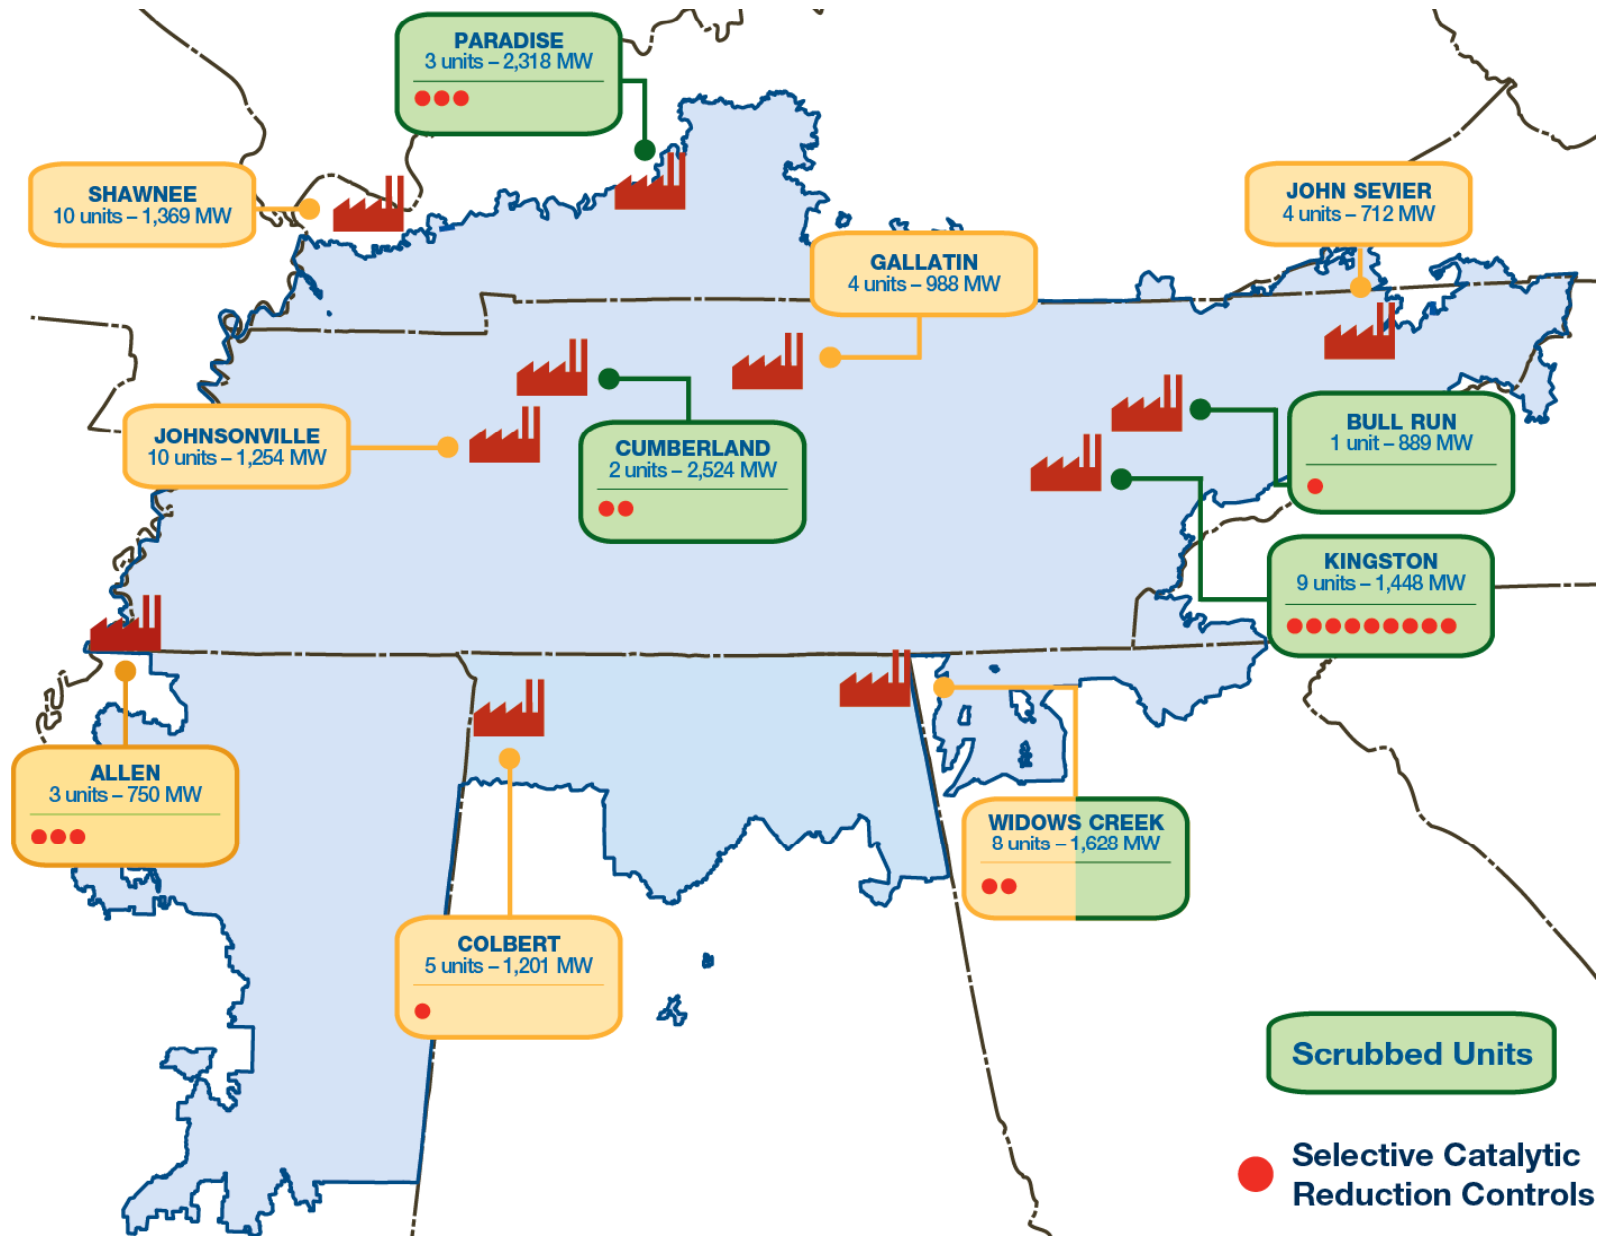 PARADISE
3 units – 2,318 MW
SHAWNEE
10 units – 1,369 MW
JOHN SEVIER
4 units – 712 MW
GALLATIN
4 units – 988 MW
JOHNSONVILLE
10 units – 1,254 MW
CUMBERLAND
2 units – 2,524 MW
BULL RUN
1 unit – 889 MW
KINGSTON
9 units – 1,448 MW
ALLEN
3 units – 750 MW
WIDOWS CREEK
8 units – 1,628 MW
COLBERT
5 units – 1,201 MW
Scrubbed Units
Selective Catalytic
Reduction Controls